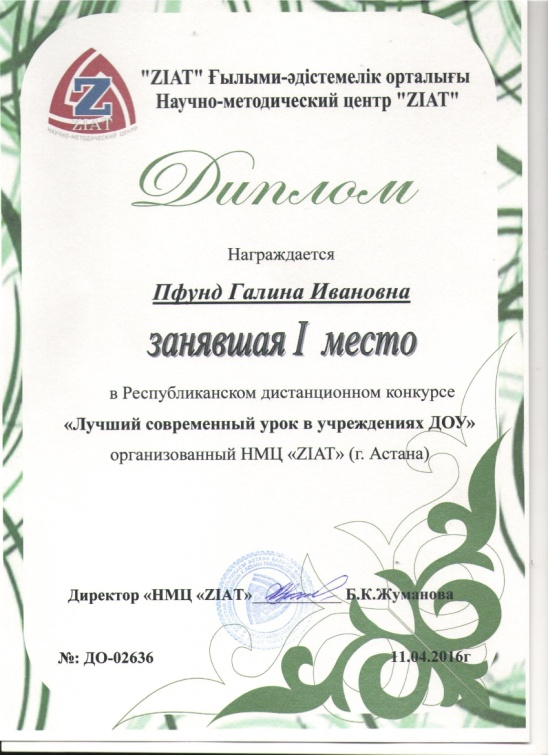 "ZIAT" Ғылыми-әдістемелік орталығы
Научно-методический центр "ZIAT"
Z
ZIAT
НАУЧНО-МЕТОДИЧЕСКИЙ ЦЕНТР
Диплом
Награждается
Пфунд Галина Ивановна
занявшая I место
в Республиканском дистанционном конкурсе
«Лучший современный урок в учреждениях ДОУ»
организованный НМЦ «ZIAT» (г. Астана)
Директор «НМЦ «ZIAT» Б.К.Жуманова
№: ДО-02636 11.04.2016г